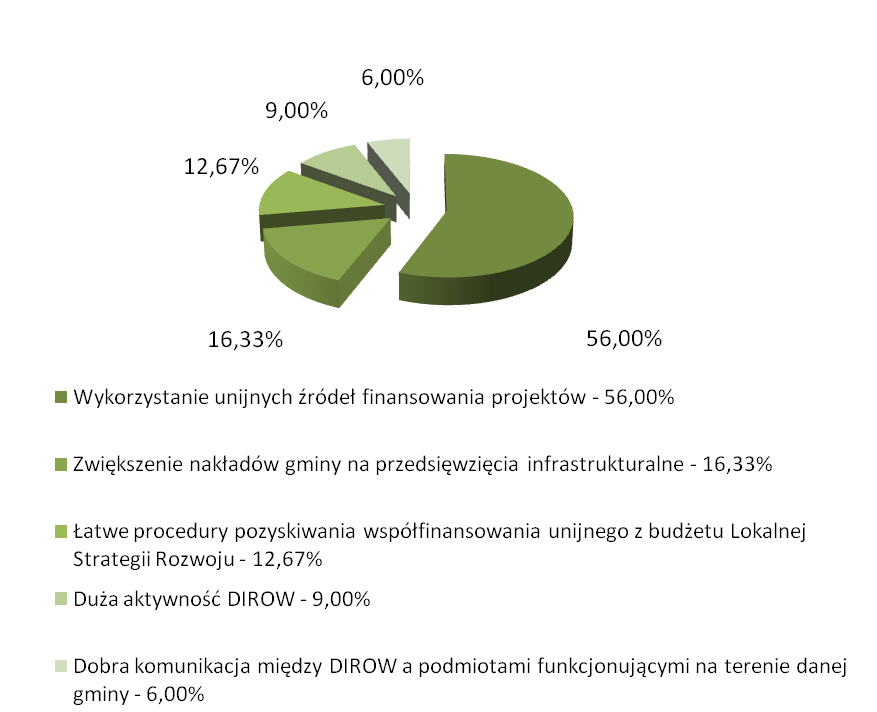 6,00%
9,00%
12,67%
16,33%
56,00%
Wykorzystanie unijnych źródeł finansowania projektów - 56,00%
Zwiększenie nakładów gminy na przedsięwzięcia infrastrukturalne - 16,33%
Łatwe procedury pozyskiwania współfinansowania unijnego z budżetu Lokalnej
Strategii Rozwoju - 12,67%
Duża aktywność DIROW - 9,00%
Dobra komunikacja między DIROW a podmiotami funkcjonującymi na terenie danej
gminy - 6,00%